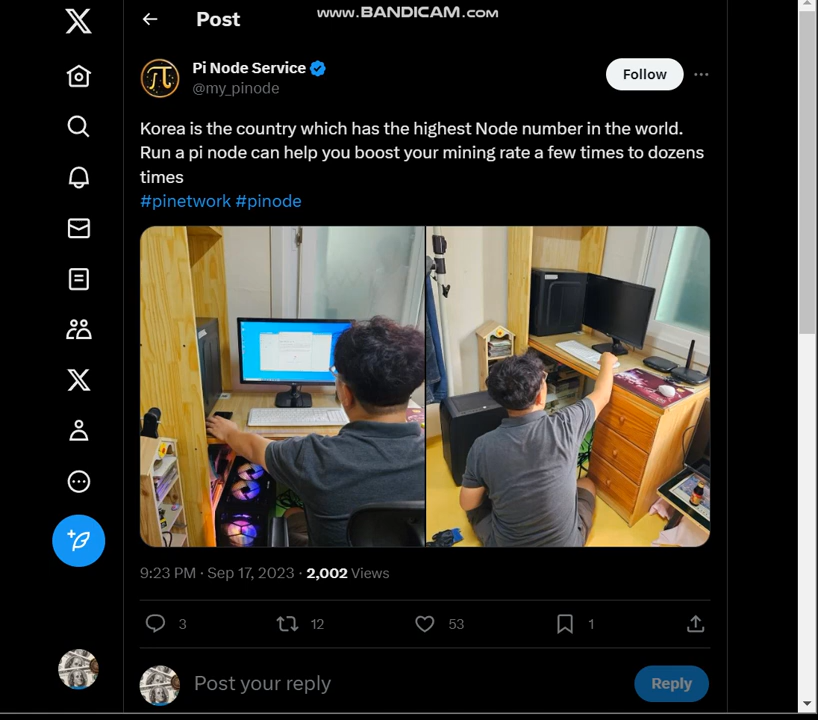 www.BANDICAM.com
Post
Pi Node Service
@my_pinode
Follow
Korea is the country which has the highest Node number in the world.
Run a pi node can help you boost your mining rate a few times to dozens
times
#pinetwork #pinode
9:23 PM · Sep 17, 2023 · 2,002 Views
3 12 53 1
Post your reply
Reply